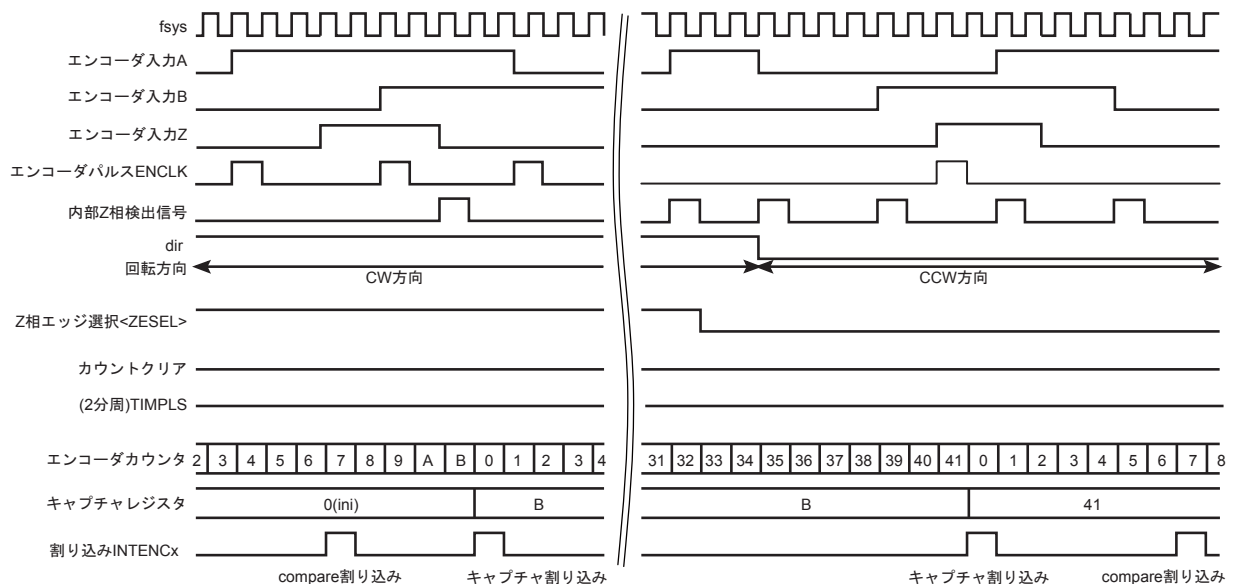 fsys
エンコーダ入力A
エンコーダ入力B
エンコーダ入力Z
エンコーダパルスENCLK
内部Z相検出信号
dir
回転方向
CW方向
CCW方向
Z相エッジ選択<ZESEL>
カウントクリア
(2分周)TIMPLS
エンコーダカウンタ 2 3 4 5 6 7 8 9 A B 0 1 2 3 4 31 32 33 34 35 36 37 38 39 40 41 0 1 2 3 4 5 6 7 8
キャプチャレジスタ 0(ini) B B 41
割り込みINTENCx
compare割り込み キャプチャ割り込み キャプチャ割り込み compare割り込み